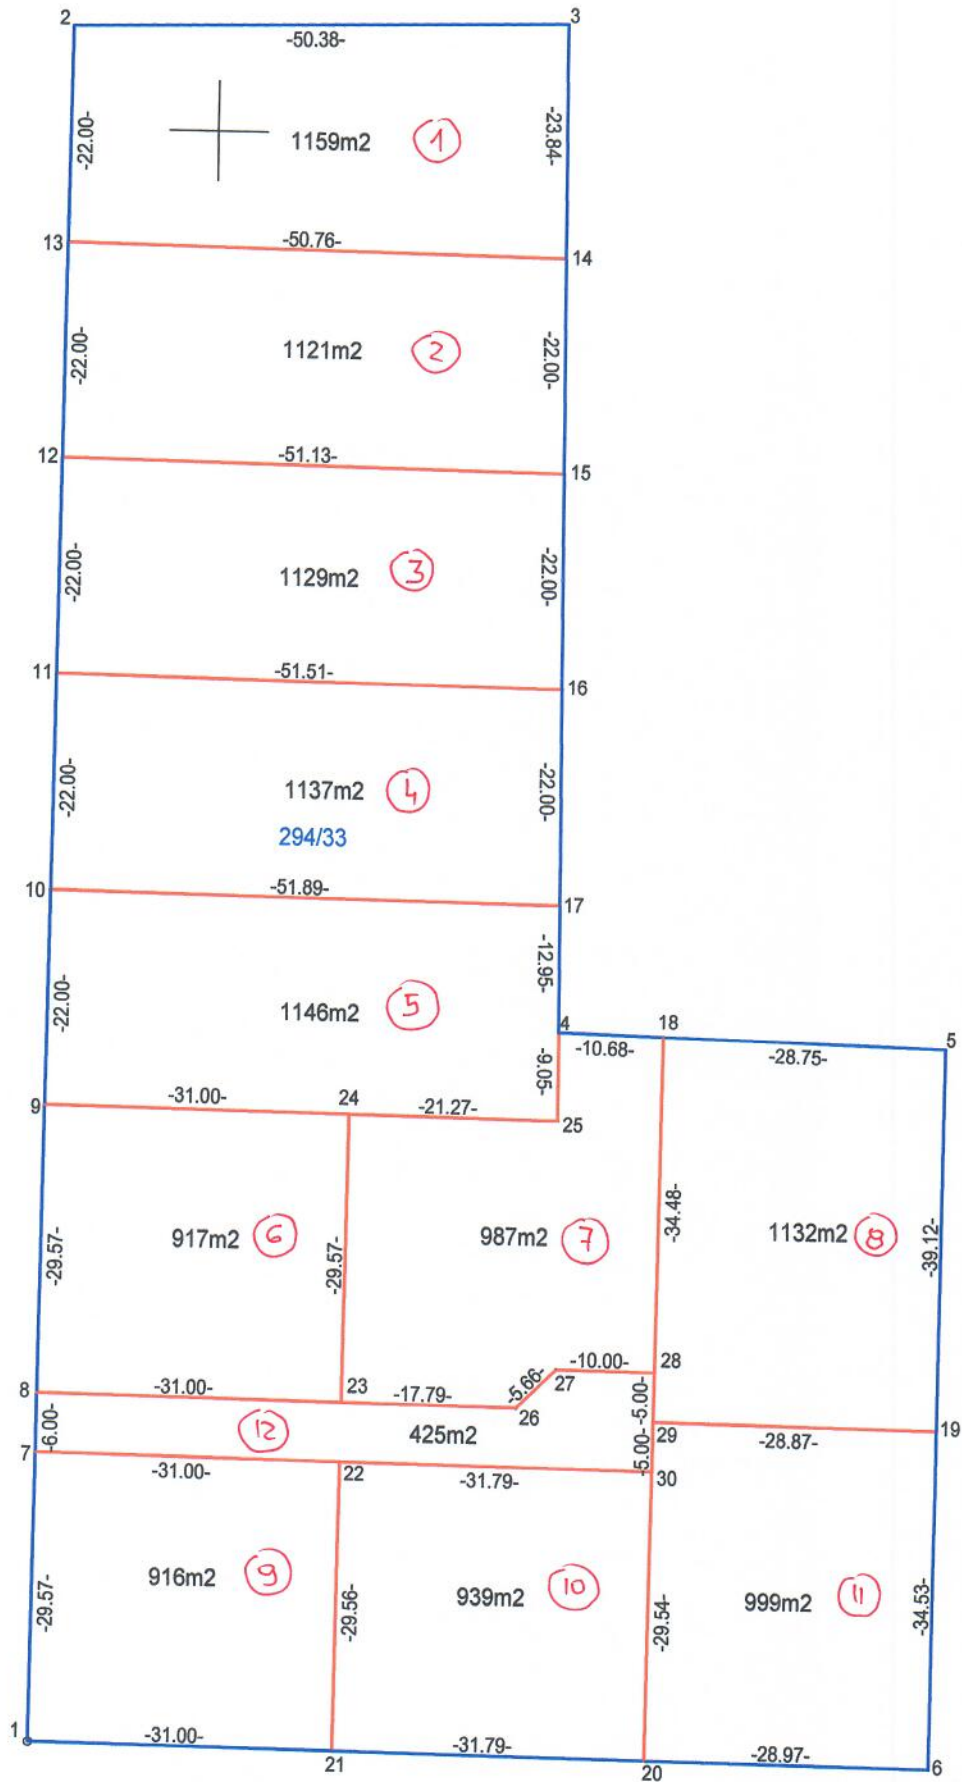 2 3
-50.38-
-22.00- 1159m2 1 -23.84-
13 -50.76- 14
-22.00- 1121m2 2 -22.00-
12 -51.13- 15
-22.00- 1129m2 3 -22.00-
11 -51.51- 16
-22.00- 1137m2 4 -22.00-
294/33
10 -51.89- 17
-22.00- 1146m2 5 -12.95-
4 18 5
-10.68- -28.75-
-9.05-
9 -31.00- 24 -21.27- 25
-29.57- 917m2 6 -29.57- 987m2 7 -34.48- 1132m2 8 -39.12-
-10.00- 28
8 -31.00- 23 -17.79- -5.66- 27
26 -5.00-
-6.00- 12 425m2 -5.00- 29 -28.87- 19
7 -31.00- 22 -31.79- 30
-29.57- 916m2 9 -29.56- 939m2 10 -29.54- 999m2 11 -34.53-
1 -31.00- -31.79- -28.97-
21 20 6